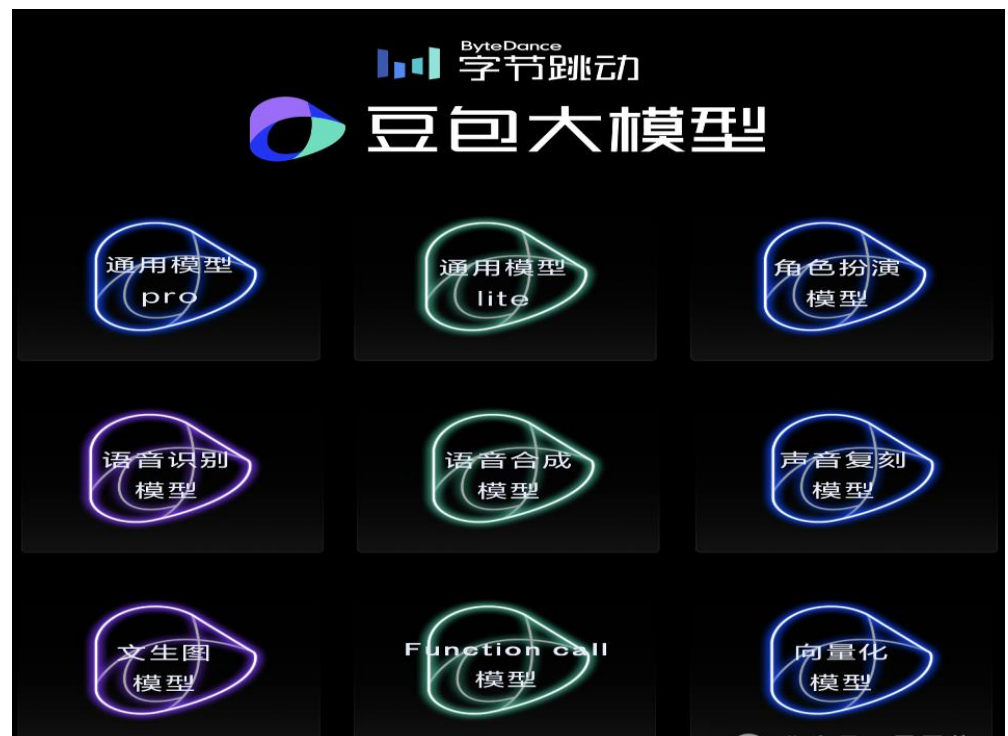 ByteDance
字节跳动
豆包大模型
通用模型
pro
通用模型
lite
角色扮演
模型
语音识别
模型
语音合成
模型
声音复刻
模型
文生图
模型
Function call
模型
向量化
模型